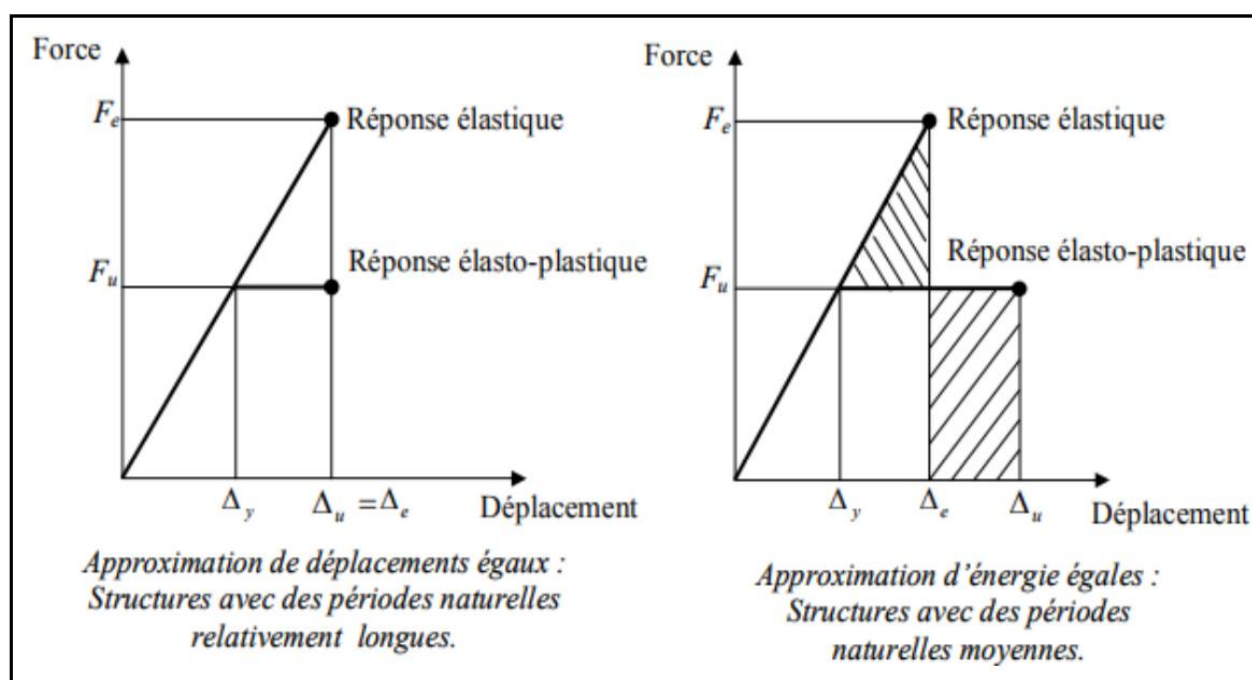 Force
F_e
Réponse élastique
F_u
Réponse élasto-plastique
Δ_y
Δ_u =Δ_e
Déplacement
Approximation de déplacements égaux :
Structures avec des périodes naturelles
relativement longues.
Force
F_e
Réponse élastique
Réponse élasto-plastique
F_u
Δ_y
Δ_e
Δ_u
Déplacement
Approximation d'énergie égales :
Structures avec des périodes
naturelles moyennes.